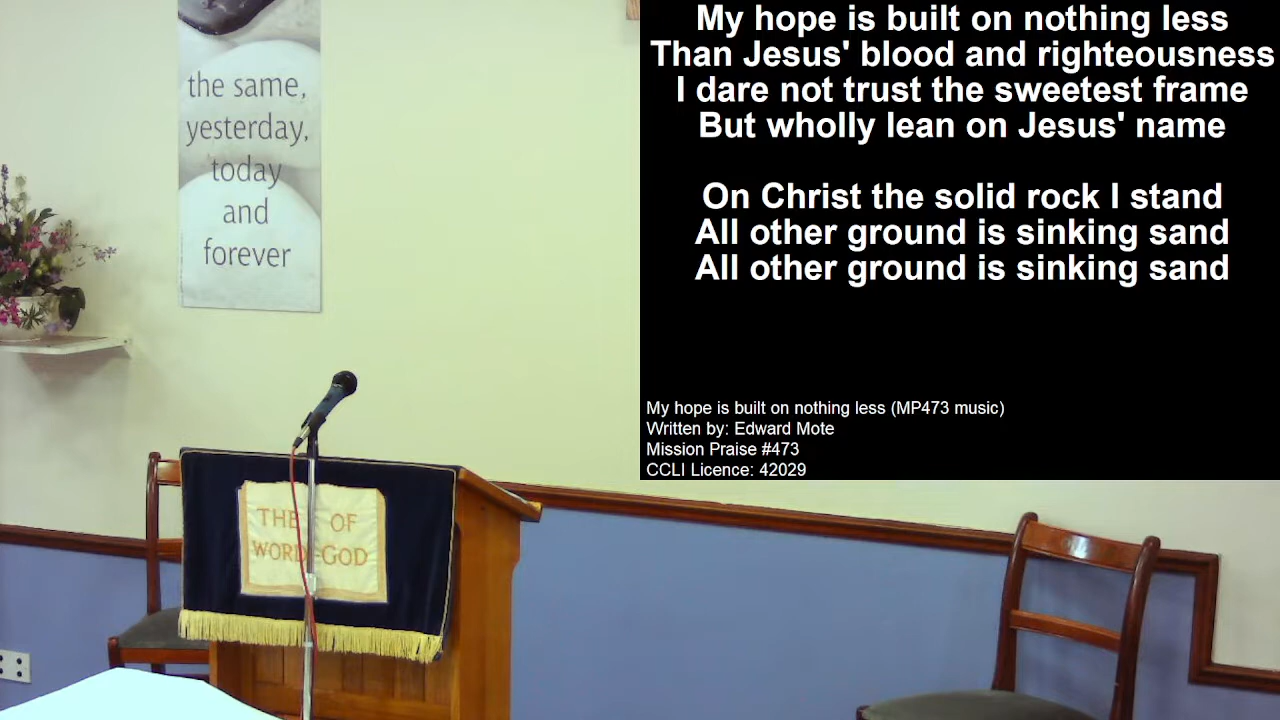 the same,
yesterday,
today
and
forever
THE OF
WORD GOD
My hope is built on nothing less
Than Jesus' blood and righteousness
I dare not trust the sweetest frame
But wholly lean on Jesus' name
On Christ the solid rock I stand
All other ground is sinking sand
All other ground is sinking sand
My hope is built on nothing less (MP473 music)
Written by: Edward Mote
Mission Praise #473
CCLI Licence: 42029